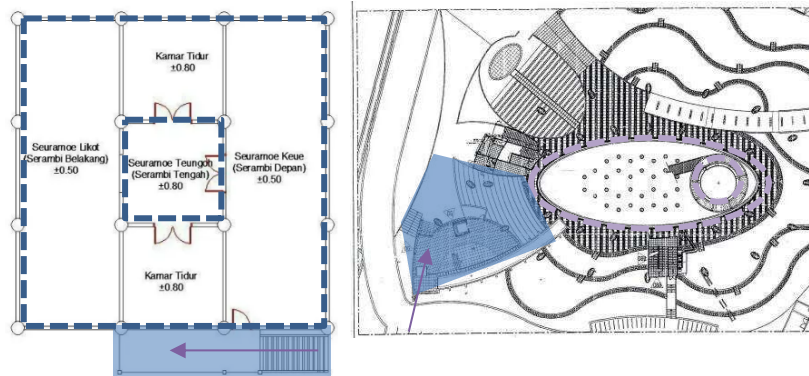 Kamar Tidur
±0.80
Seuramoe Likot
(Serambi Belakang)
±0.50
Seuramoe Teungoh
(Serambi Tengah)
±0.80
Seuramoe Keue
(Serambi Depan)
±0.50
Kamar Tidur
±0.80